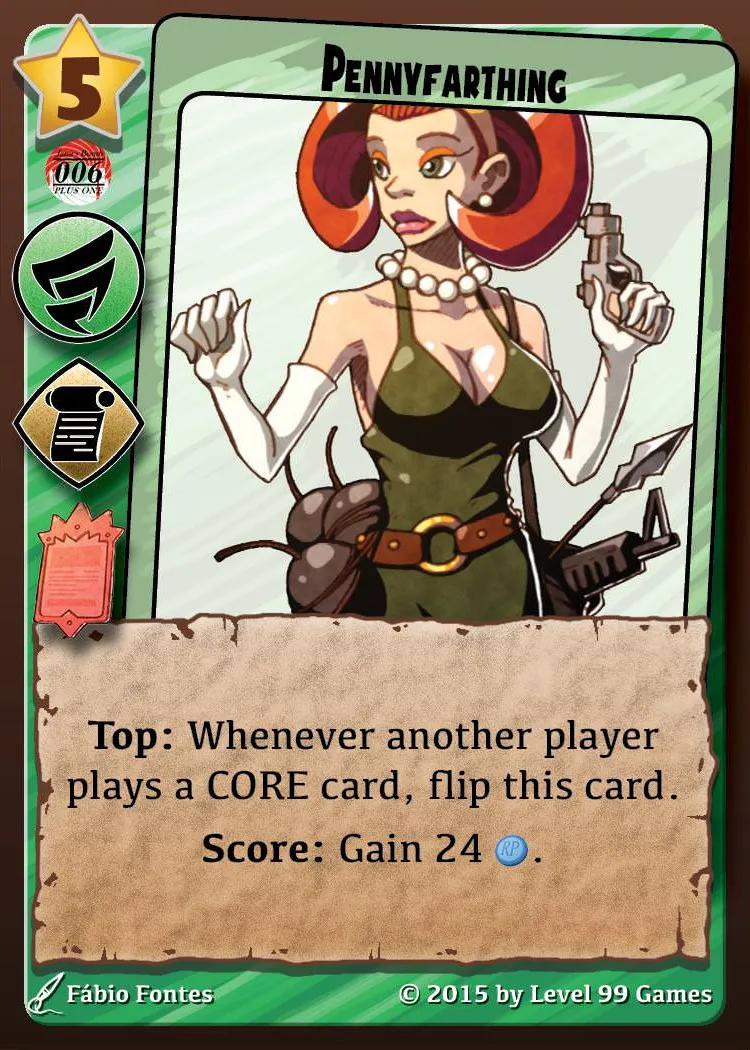 5
PENNYFARTHING
006
PLUS ONE
Top: Whenever another player
plays a CORE card, flip this card.
Score: Gain 24 RP.
Fábio Fontes
© 2015 by Level 99 Games